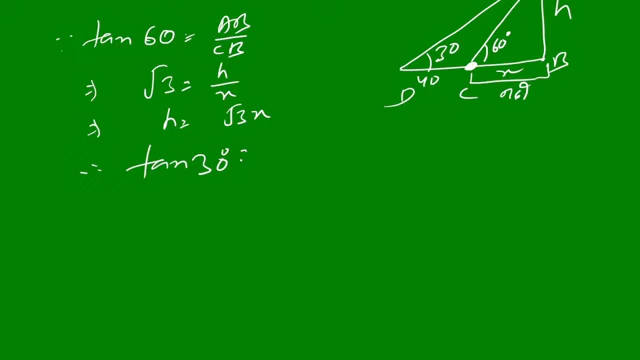 ∵ tan 60 = AB/CB
⇒ √3 = h/x
⇒ h = √3x
∴ tan 30° =
h
30
60°
x
B
D
40
C